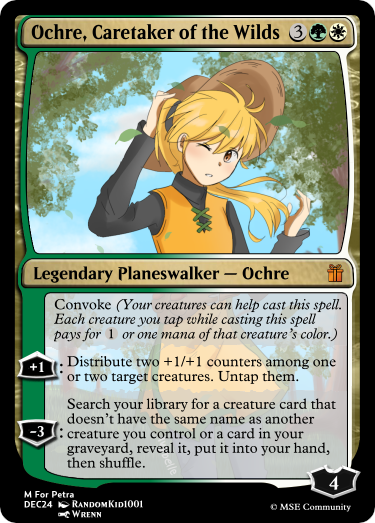 Ochre, Caretaker of the Wilds 3
Legendary Planeswalker — Ochre
Convoke (Your creatures can help cast this spell.
Each creature you tap while casting this spell
pays for 1 or one mana of that creature's color.)
+1 : Distribute two +1/+1 counters among one
or two target creatures. Untap them.
Search your library for a creature card that
doesn't have the same name as another
-3 : creature you control or a card in your
graveyard, reveal it, put it into your hand,
then shuffle.
4
M For Petra
DEC24 RandomKid1001
Wrenn
© MSE Community